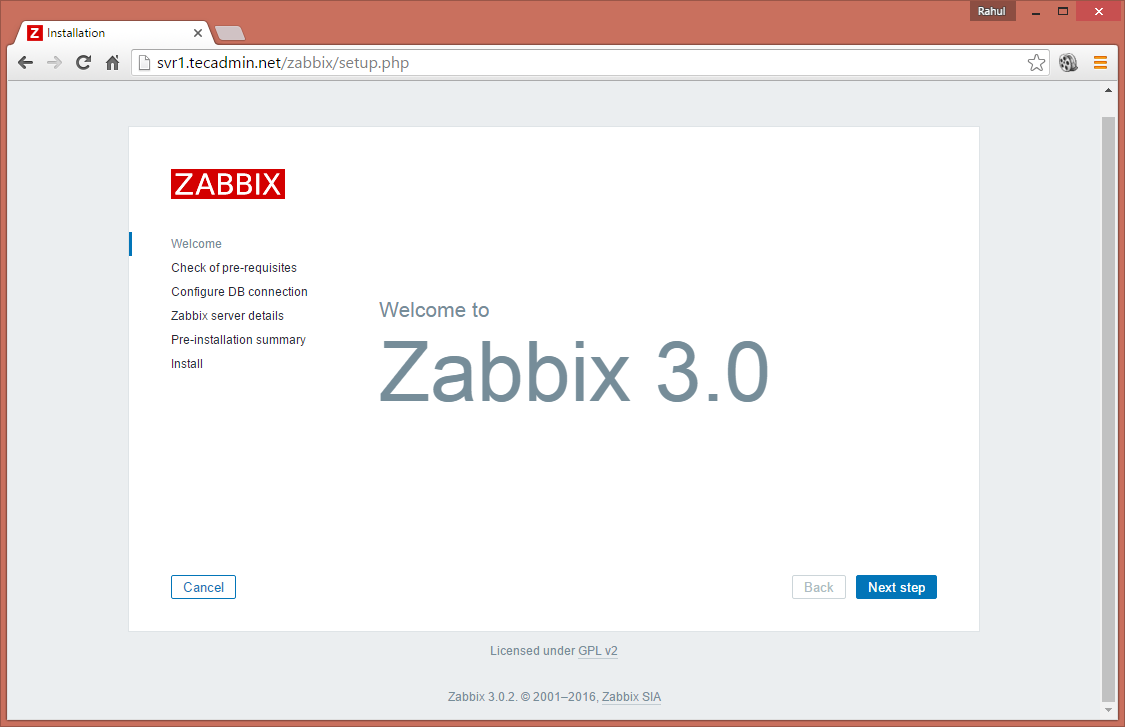 Rahul
Z Installation
svr1.tecadmin.net/zabbix/setup.php
ZABBIX
Welcome
Check of pre-requisites
Configure DB connection
Zabbix server details
Pre-installation summary
Install
Welcome to
Zabbix 3.0
Cancel
Back
Next step
Licensed under GPL v2
Zabbix 3.0.2. © 2001–2016, Zabbix SIA